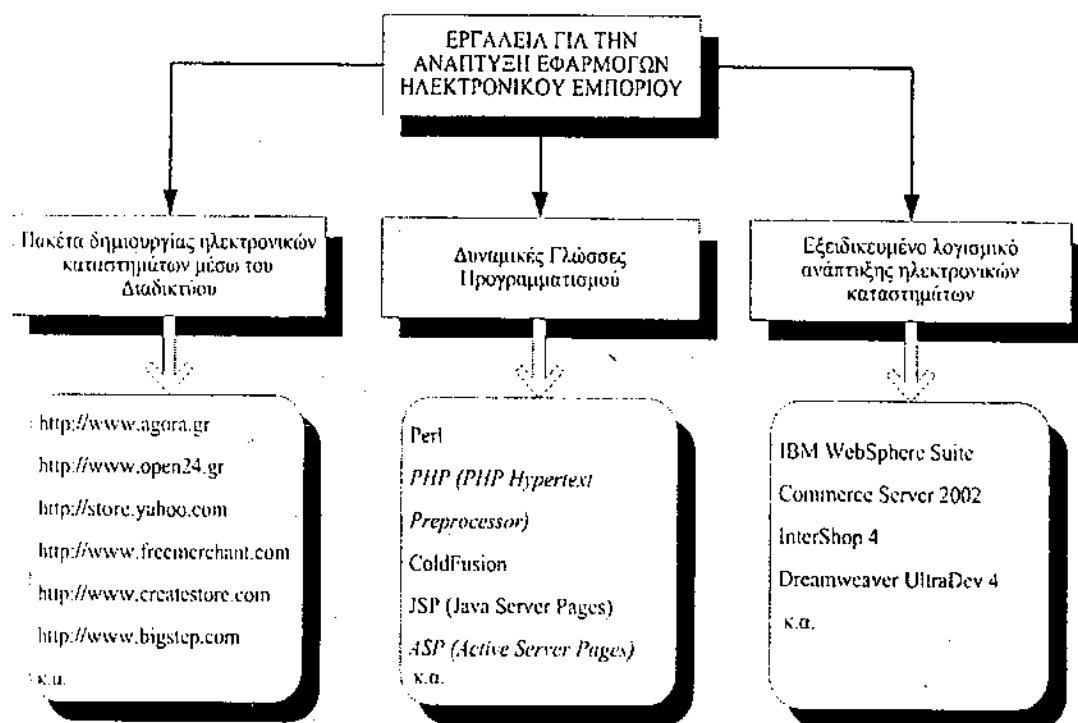 ΕΡΓΑΛΕΙΑ ΓΙΑ ΤΗΝ
ΑΝΑΠΤΥΞΗ ΕΦΑΡΜΟΓΩΝ
ΗΛΕΚΤΡΟΝΙΚΟΥ ΕΜΠΟΡΙΟΥ
Πακέτα δημιουργίας ηλεκτρονικών
καταστημάτων μέσω του
Διαδικτύου
Δυναμικές Γλώσσες
Προγραμματισμού
Εξειδικευμένο λογισμικό
ανάπτιξης ηλεκτρονικών
καταστημάτων
http://www.agora.gr
http://www.open24.gr
http://store.yahoo.com
http://www.freemerchant.com
http://www.createstore.com
http://www.bigstep.com
κ.α.
Perl
PHP (PHP Hypertext
Preprocessor)
ColdFusion
JSP (Java Server Pages)
ASP (Active Server Pages)
κ.α.
IBM WebSphere Suite
Commerce Server 2002
InterShop 4
Dreamweaver UltraDev 4
κ.α.